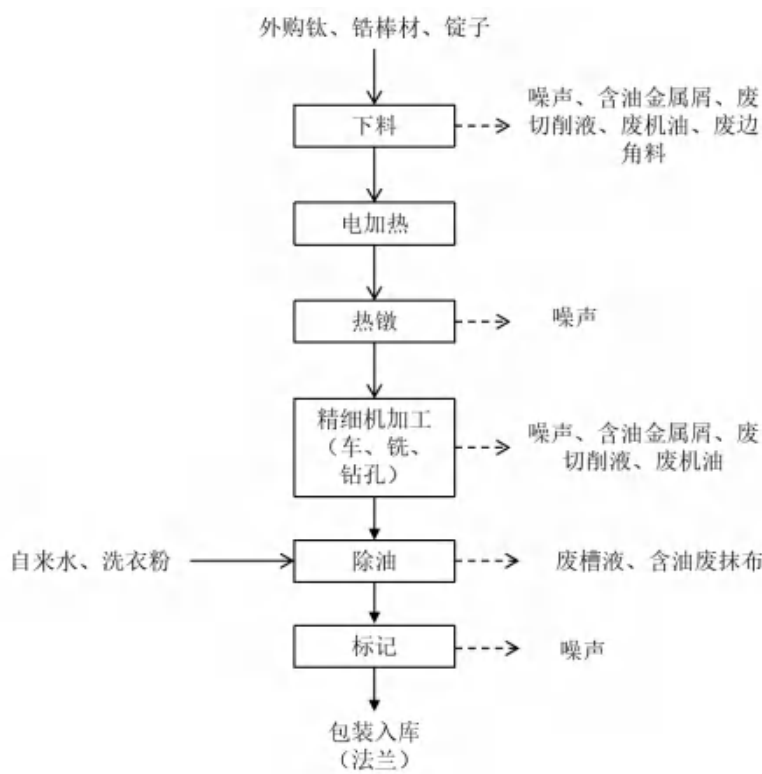 外购钛、锆棒材、锭子
下料
噪声、含油金属屑、废
切削液、废机油、废边
角料
电加热
热镦
噪声
精细机加工
（车、铣、
钻孔）
噪声、含油金属屑、废
切削液、废机油
自来水、洗衣粉
除油
废槽液、含油废抹布
标记
噪声
包装入库
（法兰）